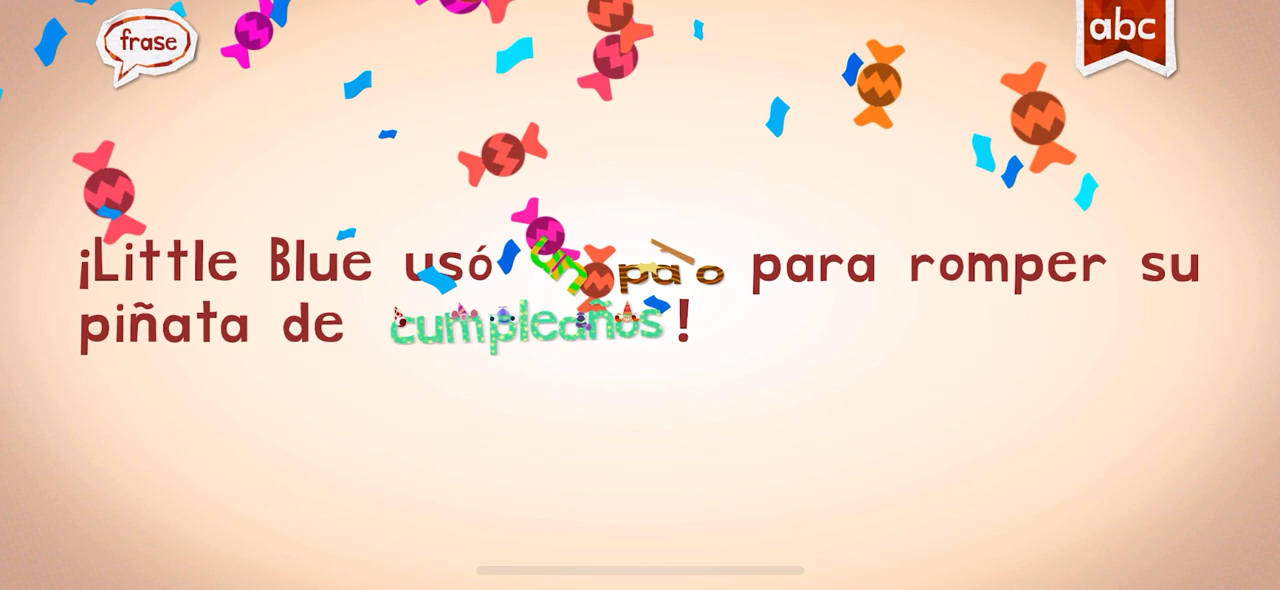 frase
abc
¡Little Blue usó un palo para romper su
piñata de cumpleaños!